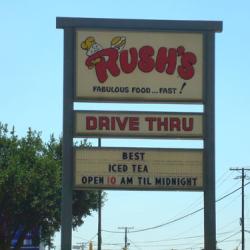 RUSH'S
FABULOUS FOOD...FAST!
DRIVE THRU
BEST
ICED TEA
OPEN 10 AM TIL MIDNIGHT